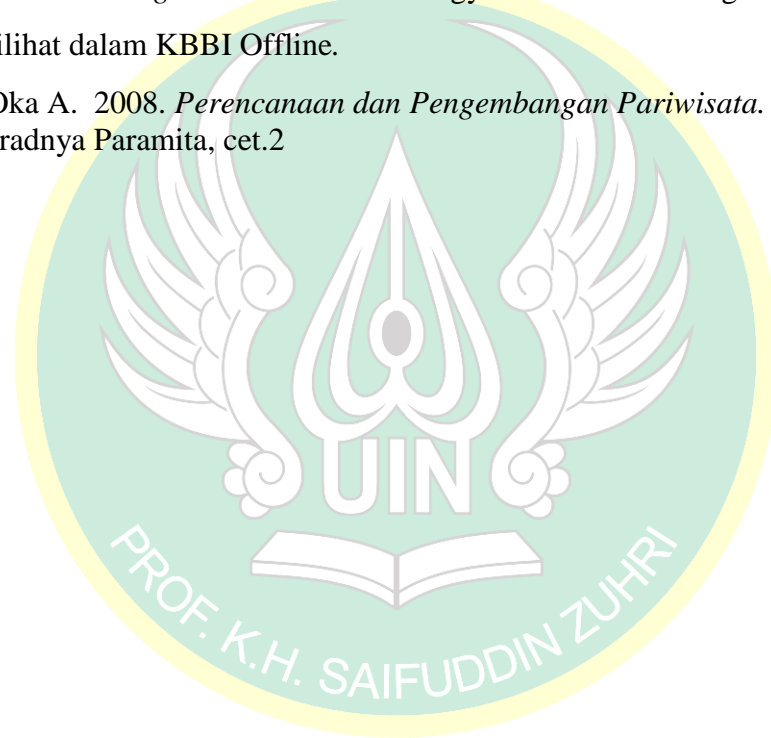 ilihat dalam KBBI Offline.
Oka A. 2008. Perencanaan dan Pengembangan Pariwisata.
radnya Paramita, cet.2
UIN
PROF. K.H. SAIFUDDIN ZUHRI